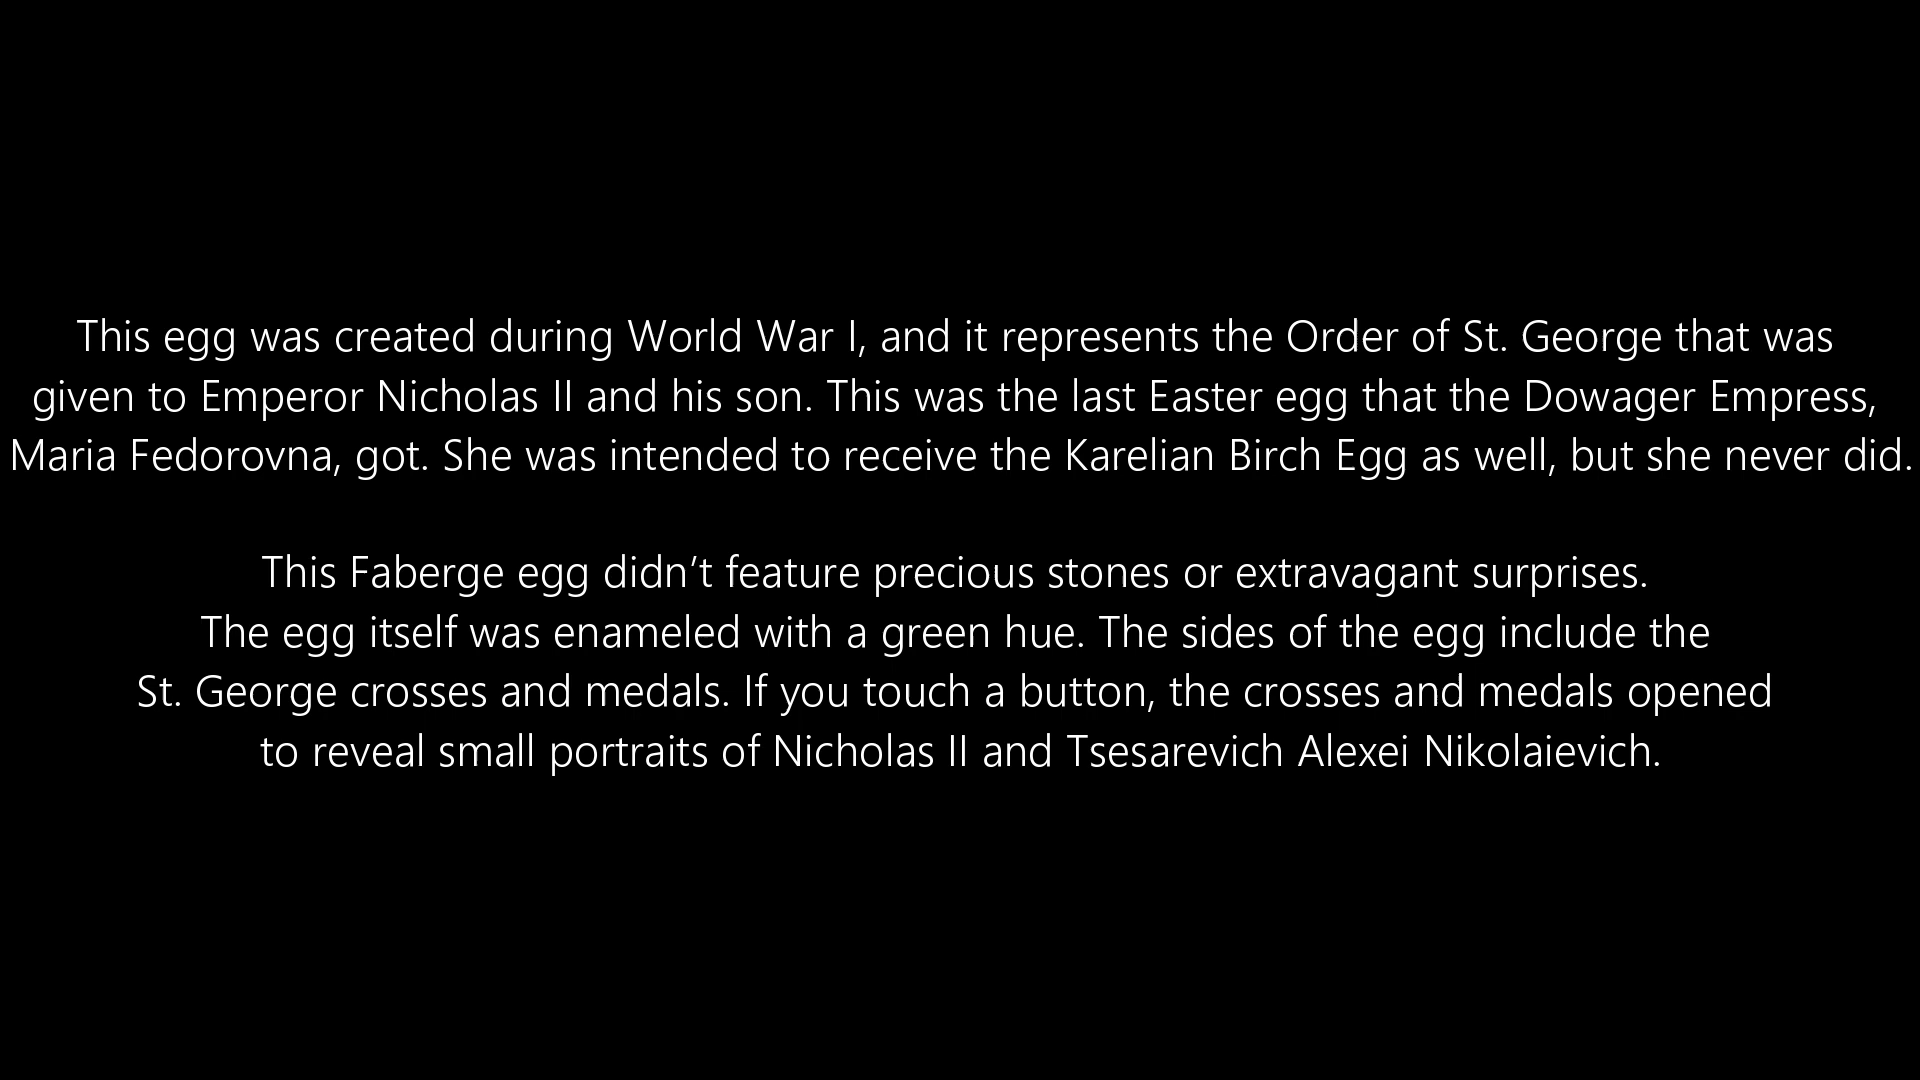 This egg was created during World War I, and it represents the Order of St. George that was
given to Emperor Nicholas II and his son. This was the last Easter egg that the Dowager Empress,
Maria Fedorovna, got. She was intended to receive the Karelian Birch Egg as well, but she never did.
This Faberge egg didn’t feature precious stones or extravagant surprises.
The egg itself was enameled with a green hue. The sides of the egg include the
St. George crosses and medals. If you touch a button, the crosses and medals opened
to reveal small portraits of Nicholas II and Tsesarevich Alexei Nikolaievich.